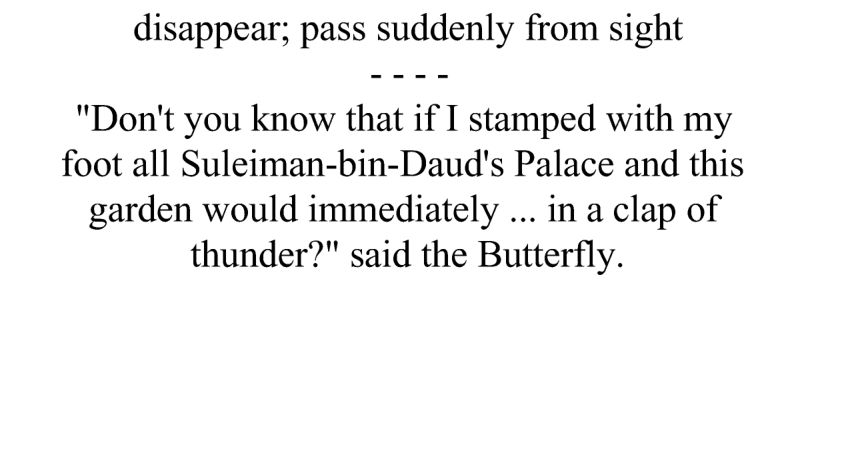 disappear; pass suddenly from sight
- - - -
"Don't you know that if I stamped with my
foot all Suleiman-bin-Daud's Palace and this
garden would immediately ... in a clap of
thunder?" said the Butterfly.